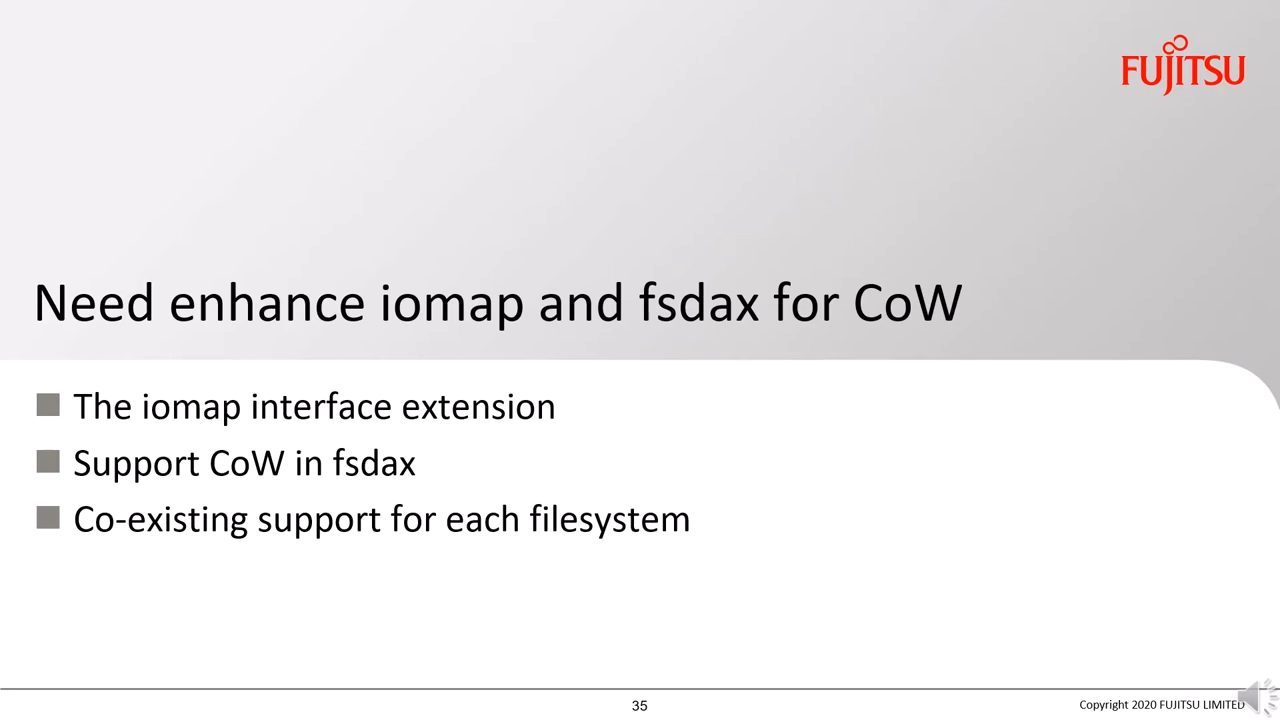 FUJITSU
Need enhance iomap and fsdax for CoW
The iomap interface extension
Support CoW in fsdax
Co-existing support for each filesystem
35
Copyright 2020 FUJITSU LIMITED